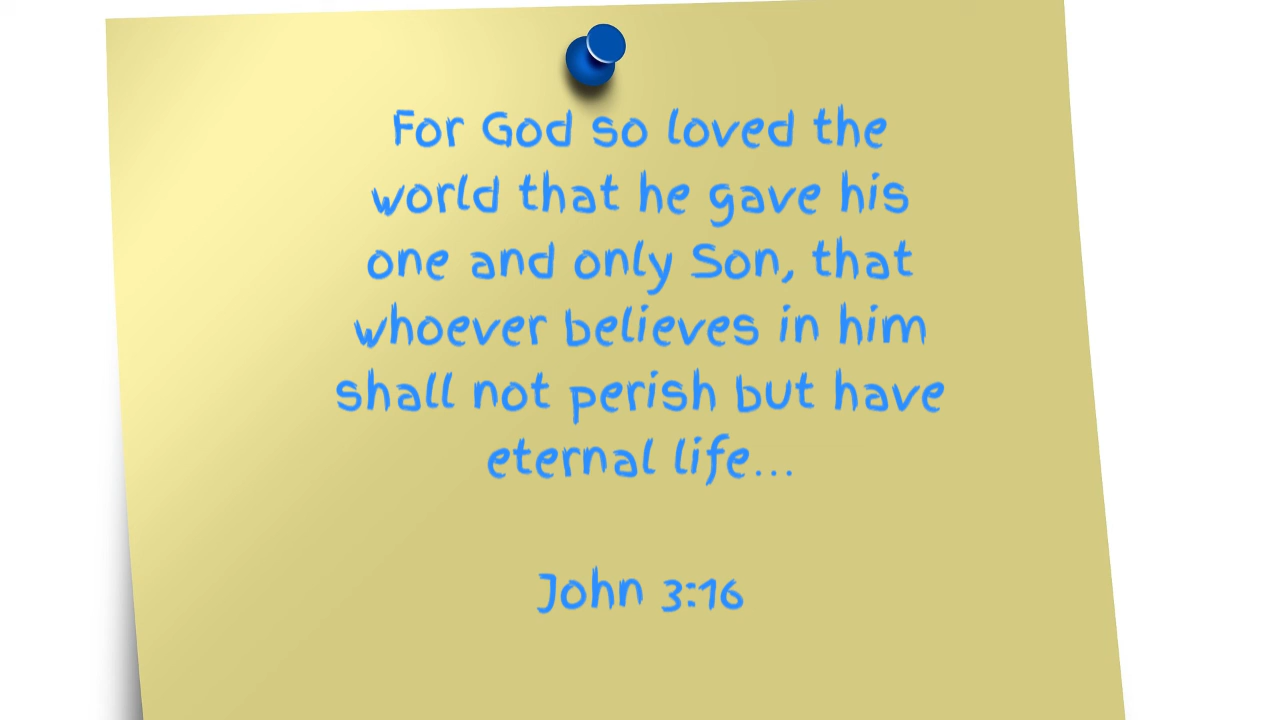 For God so loved the
world that he gave his
one and only Son, that
whoever believes in him
shall not perish but have
eternal life...
John 3:16